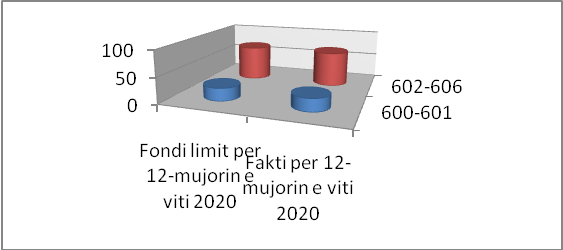 100
50
0
602-606
600-601
Fondi limit per
12-mujorin e
viti 2020
Fakti per 12-
mujorin e viti
2020